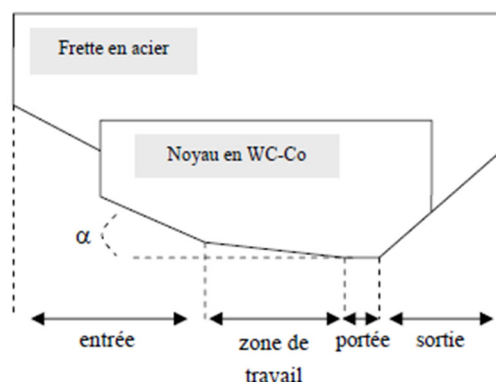 Frette en acier
Noyau en WC-Co
α
entrée
zone de
travail
portée
sortie